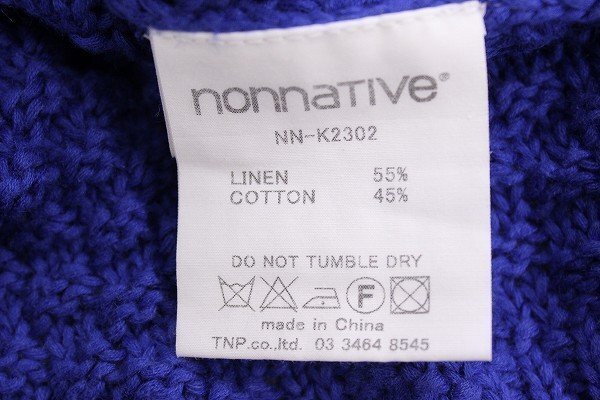 nonnative®
NN-K2302
LINEN 55%
COTTON 45%
DO NOT TUMBLE DRY
F
made in China
TNP.co.,ltd. 03 3464 8545